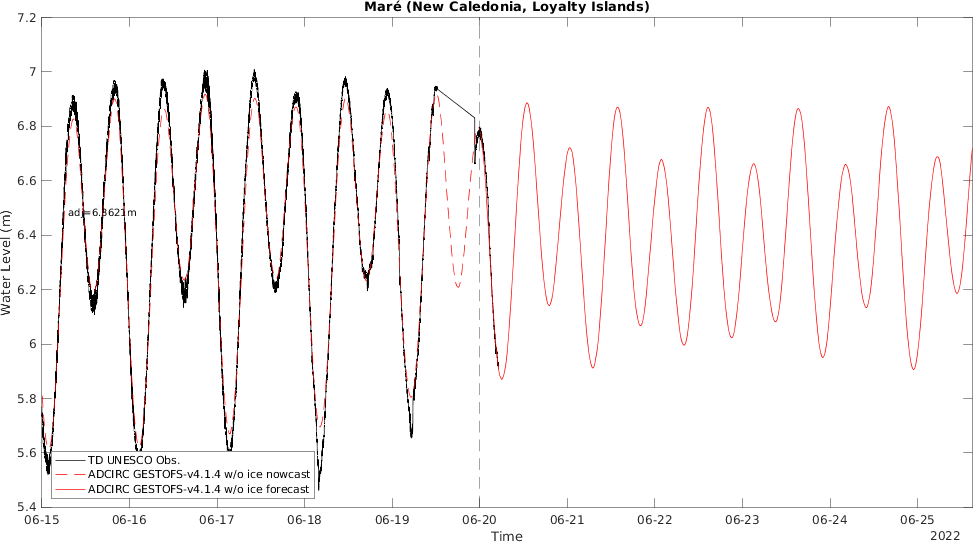 Maré (New Caledonia, Loyalty Islands)
7.2
7
6.8
6.6
6.4
6.2
6
5.8
5.6
5.4
Water Level (m)
adj=6.3621m
TD UNESCO Obs.
ADCIRC GESTOFS-v4.1.4 w/o ice nowcast
ADCIRC GESTOFS-v4.1.4 w/o ice forecast
06-15 06-16 06-17 06-18 06-19 06-20 06-21 06-22 06-23 06-24 06-25
Time
2022